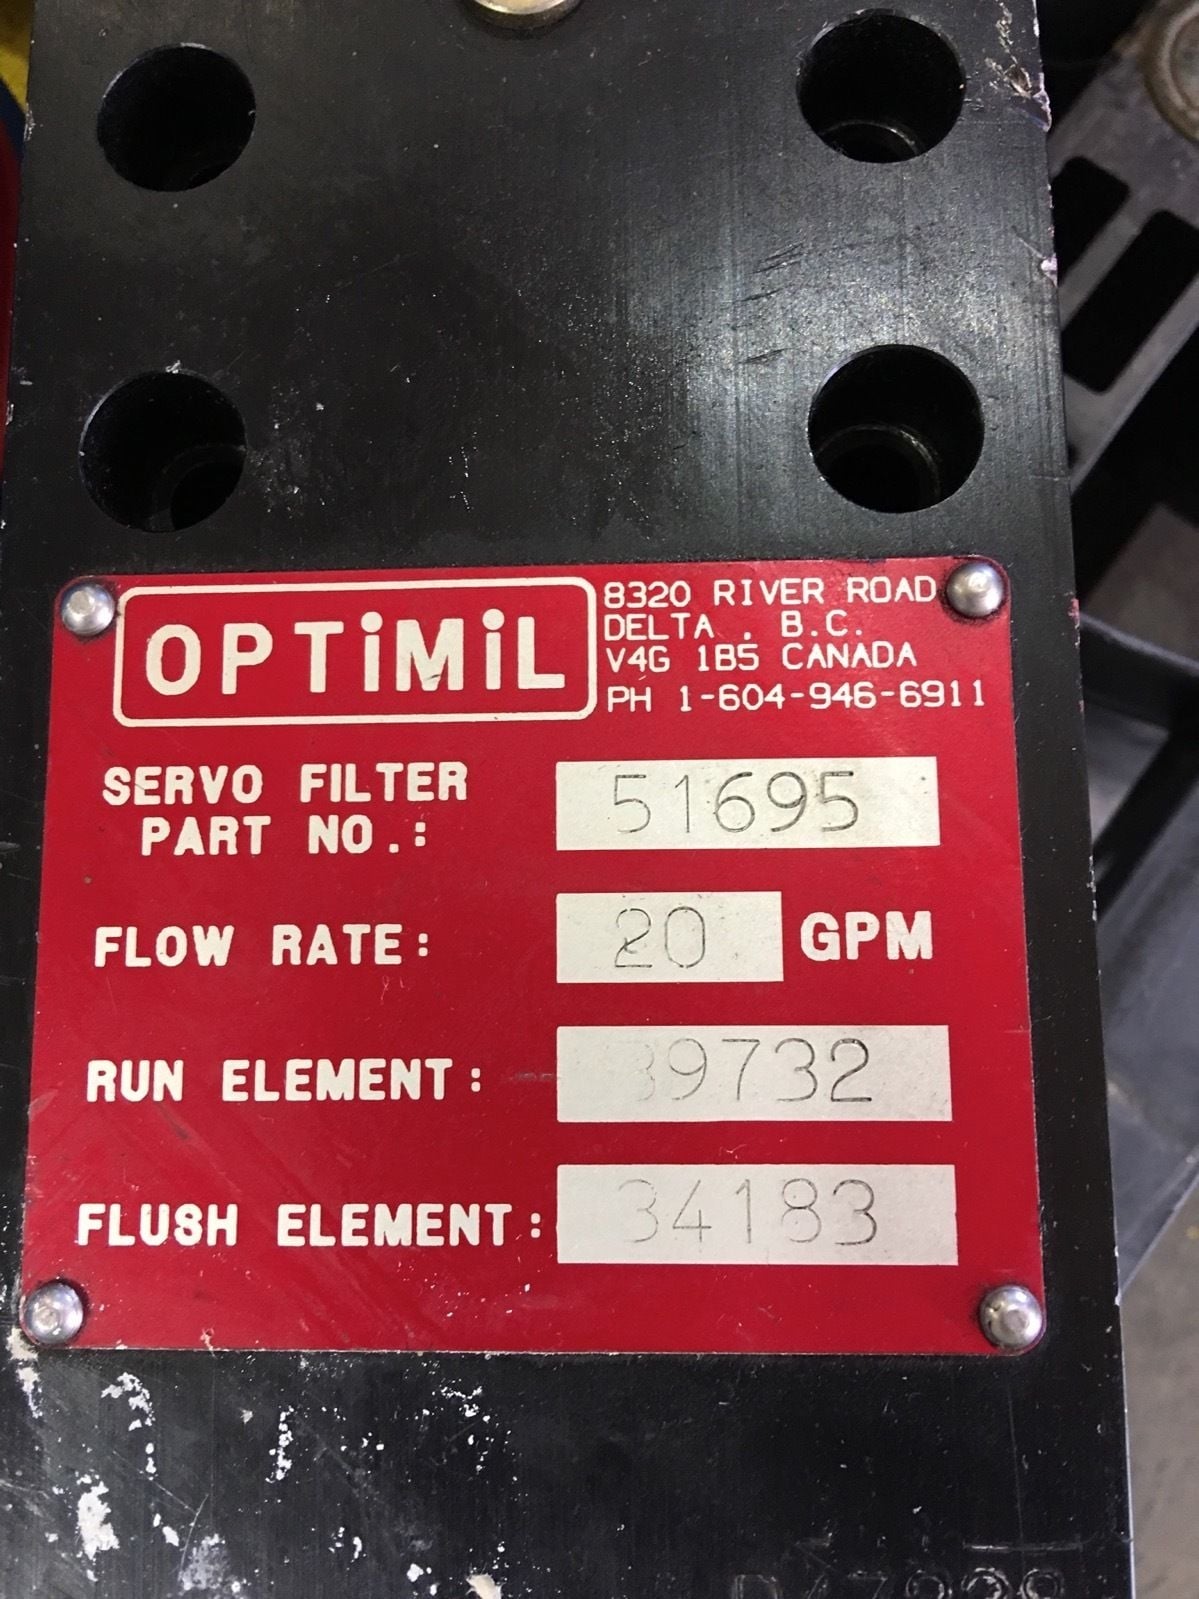 OPTiMiL
8320 RIVER ROAD
DELTA . B.C.
V4G 1B5 CANADA
PH 1-604-946-6911
SERVO FILTER
PART NO.: 51695
FLOW RATE: 20 GPM
RUN ELEMENT: 39732
FLUSH ELEMENT: 34183